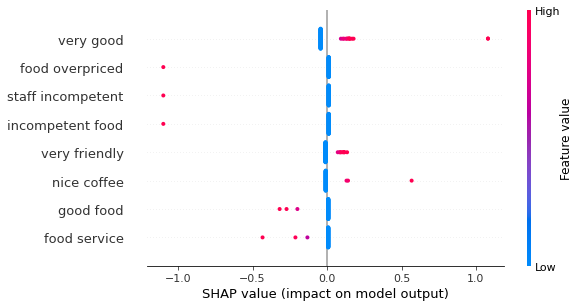 High
very good
food overpriced
staff incompetent
incompetent food
very friendly
nice coffee
good food
food service
Low
Feature value
−1.0 −0.5 0.0 0.5 1.0
SHAP value (impact on model output)